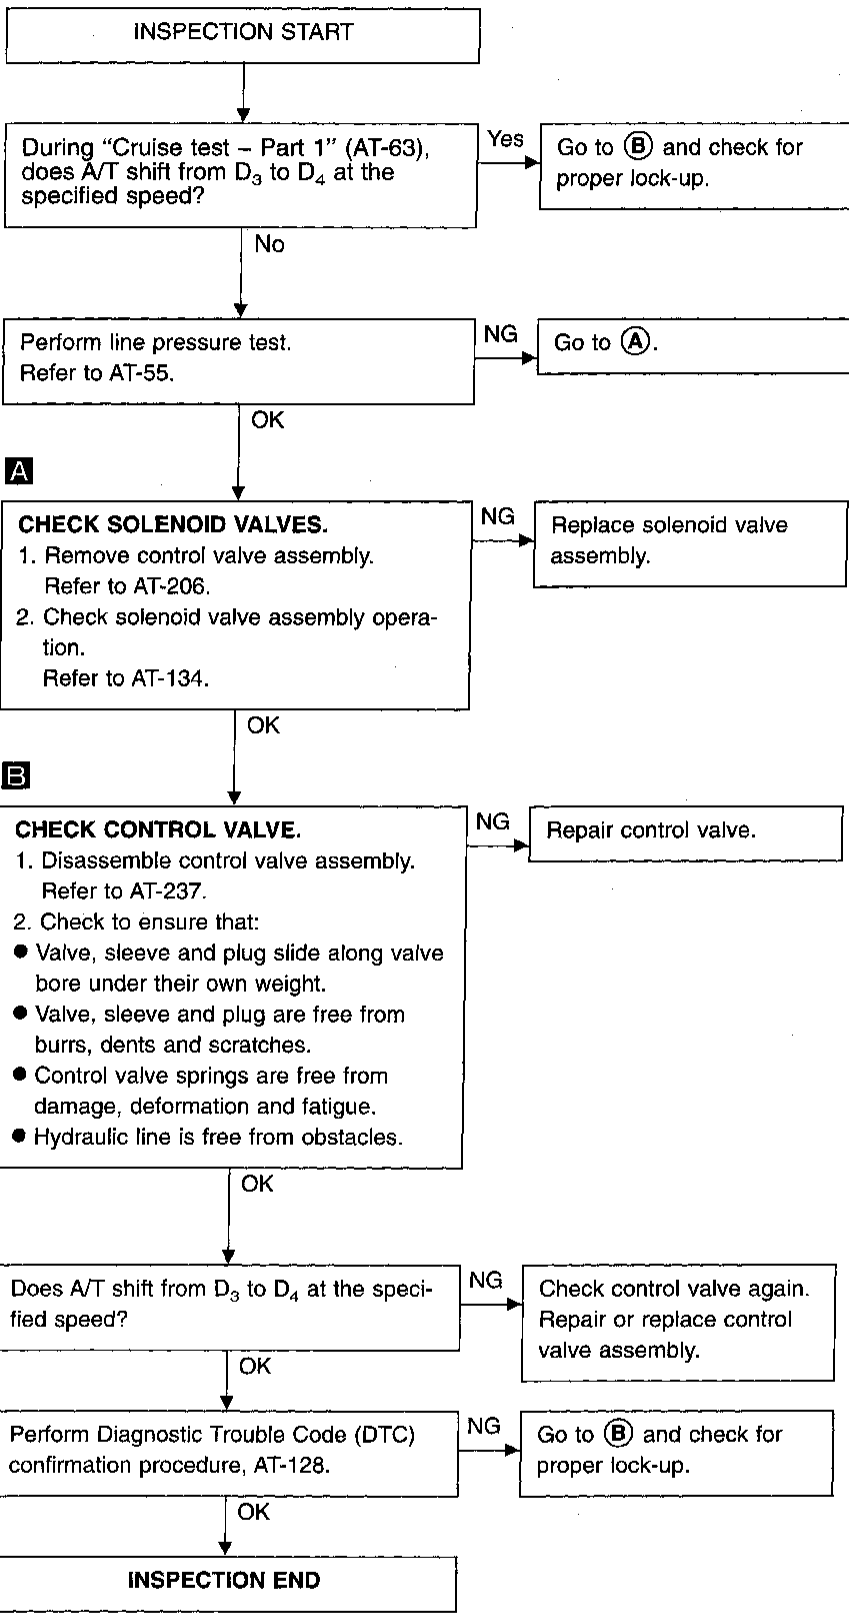 INSPECTION START
During “Cruise test – Part 1” (AT-63),
does A/T shift from D3 to D4 at the
specified speed?
Yes
Go to Ⓑ and check for
proper lock-up.
No
Perform line pressure test.
Refer to AT-55.
NG
Go to Ⓐ.
OK
A
CHECK SOLENOID VALVES.
1. Remove control valve assembly.
Refer to AT-206.
2. Check solenoid valve assembly opera-
tion.
Refer to AT-134.
NG
Replace solenoid valve
assembly.
OK
B
CHECK CONTROL VALVE.
1. Disassemble control valve assembly.
Refer to AT-237.
2. Check to ensure that:
● Valve, sleeve and plug slide along valve
bore under their own weight.
● Valve, sleeve and plug are free from
burrs, dents and scratches.
● Control valve springs are free from
damage, deformation and fatigue.
● Hydraulic line is free from obstacles.
NG
Repair control valve.
OK
Does A/T shift from D3 to D4 at the speci-
fied speed?
NG
Check control valve again.
Repair or replace control
valve assembly.
OK
Perform Diagnostic Trouble Code (DTC)
confirmation procedure, AT-128.
NG
Go to Ⓑ and check for
proper lock-up.
OK
INSPECTION END